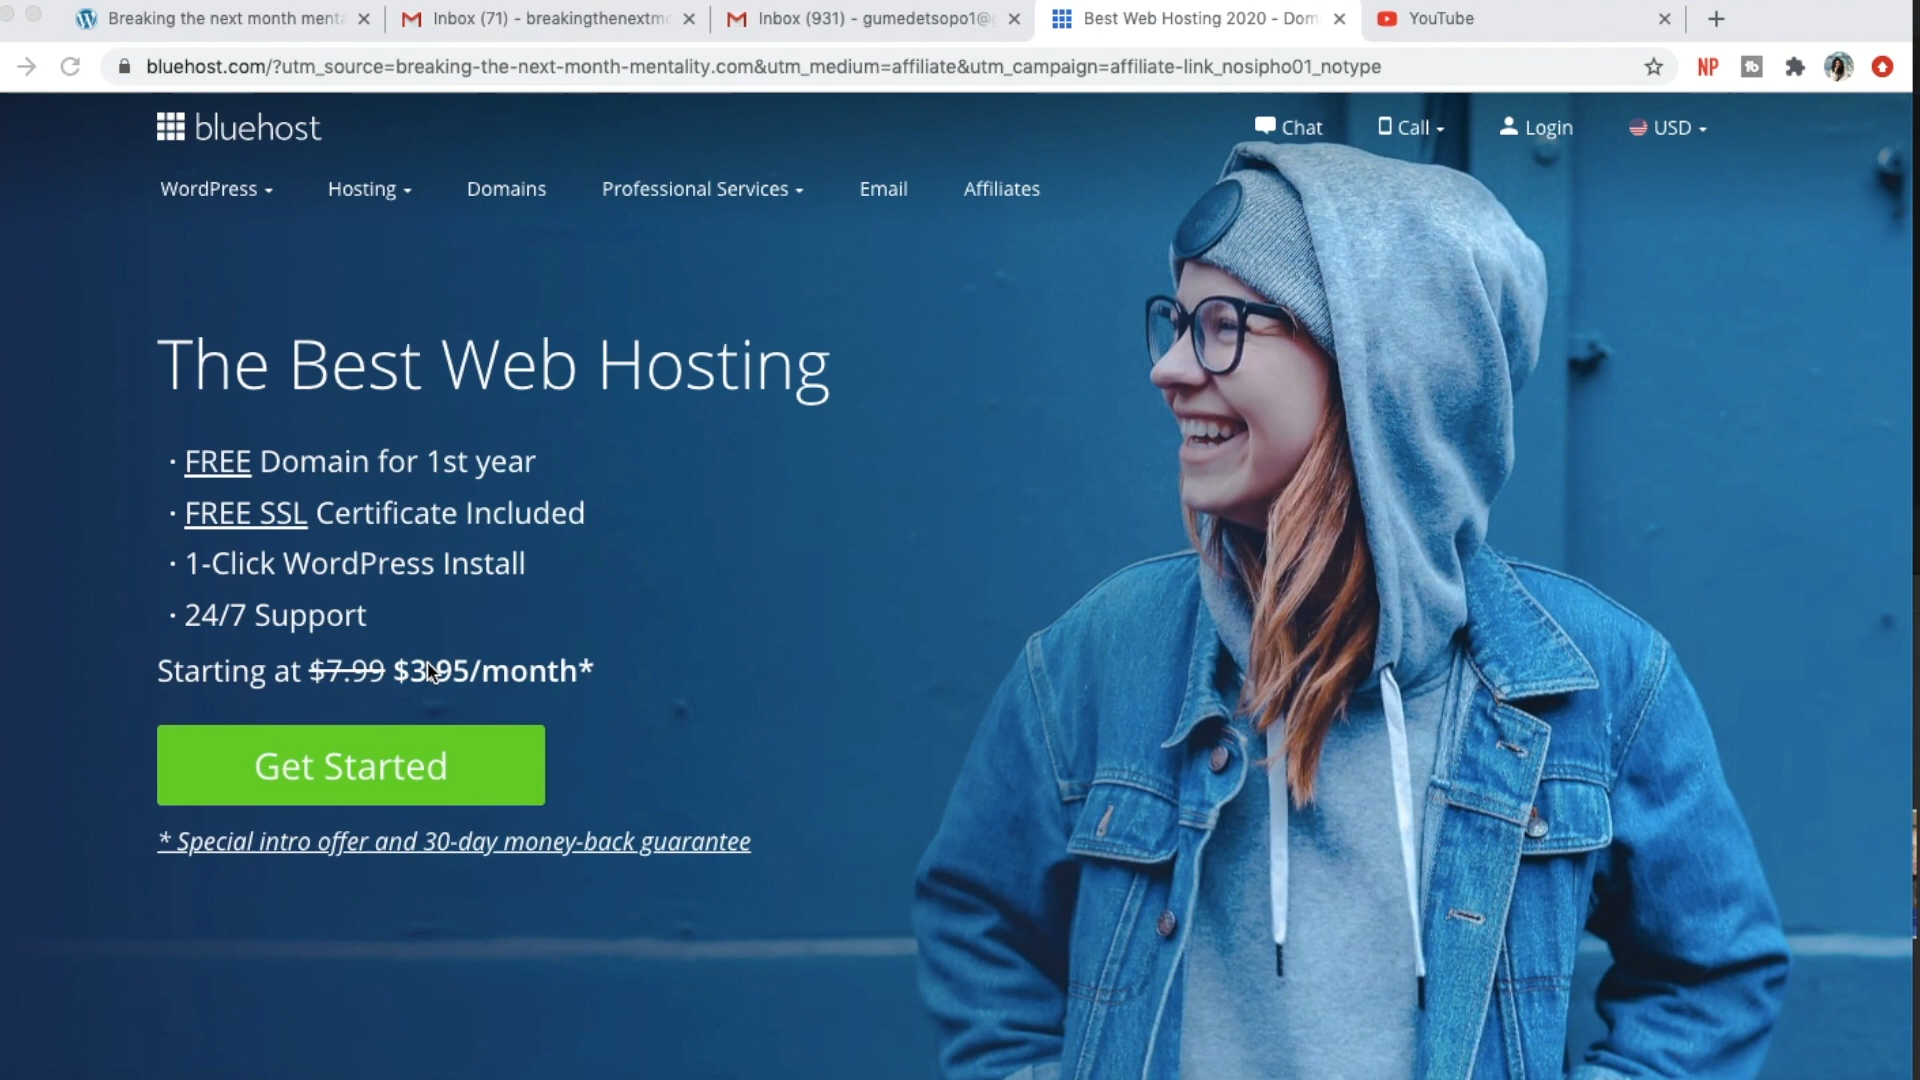 Breaking the next month
Inbox (71) - breakingthenextm
Inbox (931) - gumedetsopo1@
Best Web Hosting 2020 - Dom
YouTube
bluehost.com/?utm_source=breaking-the-next-month-mentality.com&utm_medium=affiliate&utm_campaign=affiliate-link_nosipho01_notype
NP
bluehost
Chat
Call
Login
USD
WordPress
Hosting
Domains
Professional Services
Email
Affiliates
The Best Web Hosting
· FREE Domain for 1st year
· FREE SSL Certificate Included
· 1-Click WordPress Install
· 24/7 Support
Starting at $7.99 $3.95/month*
Get Started
* Special intro offer and 30-day money-back guarantee